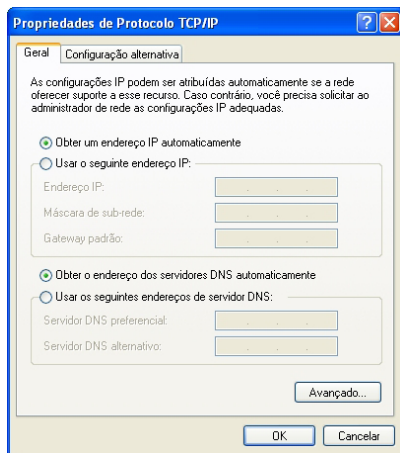 Propriedades de Protocolo TCP/IP
Geral Configuração alternativa
As configurações IP podem ser atribuídas automaticamente se a rede
oferecer suporte a esse recurso. Caso contrário, você precisa solicitar ao
administrador de rede as configurações IP adequadas.
Obter um endereço IP automaticamente
Usar o seguinte endereço IP:
Endereço IP:
Máscara de sub-rede:
Gateway padrão:
Obter o endereço dos servidores DNS automaticamente
Usar os seguintes endereços de servidor DNS:
Servidor DNS preferencial:
Servidor DNS alternativo:
Avançado...
OK Cancelar